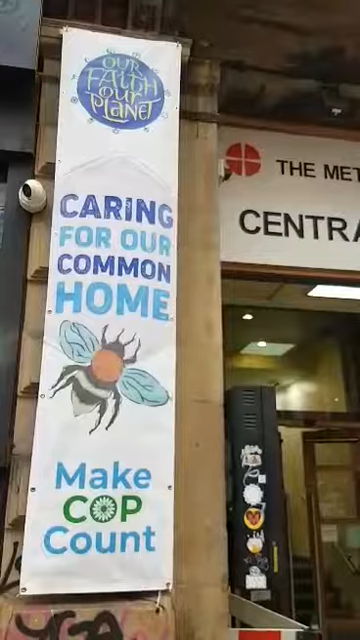 OUR
FAITH
OUR
PLANET
CARING
FOR OUR
COMMON
HOME
Make
COP
Count
THE MET
CENTRA